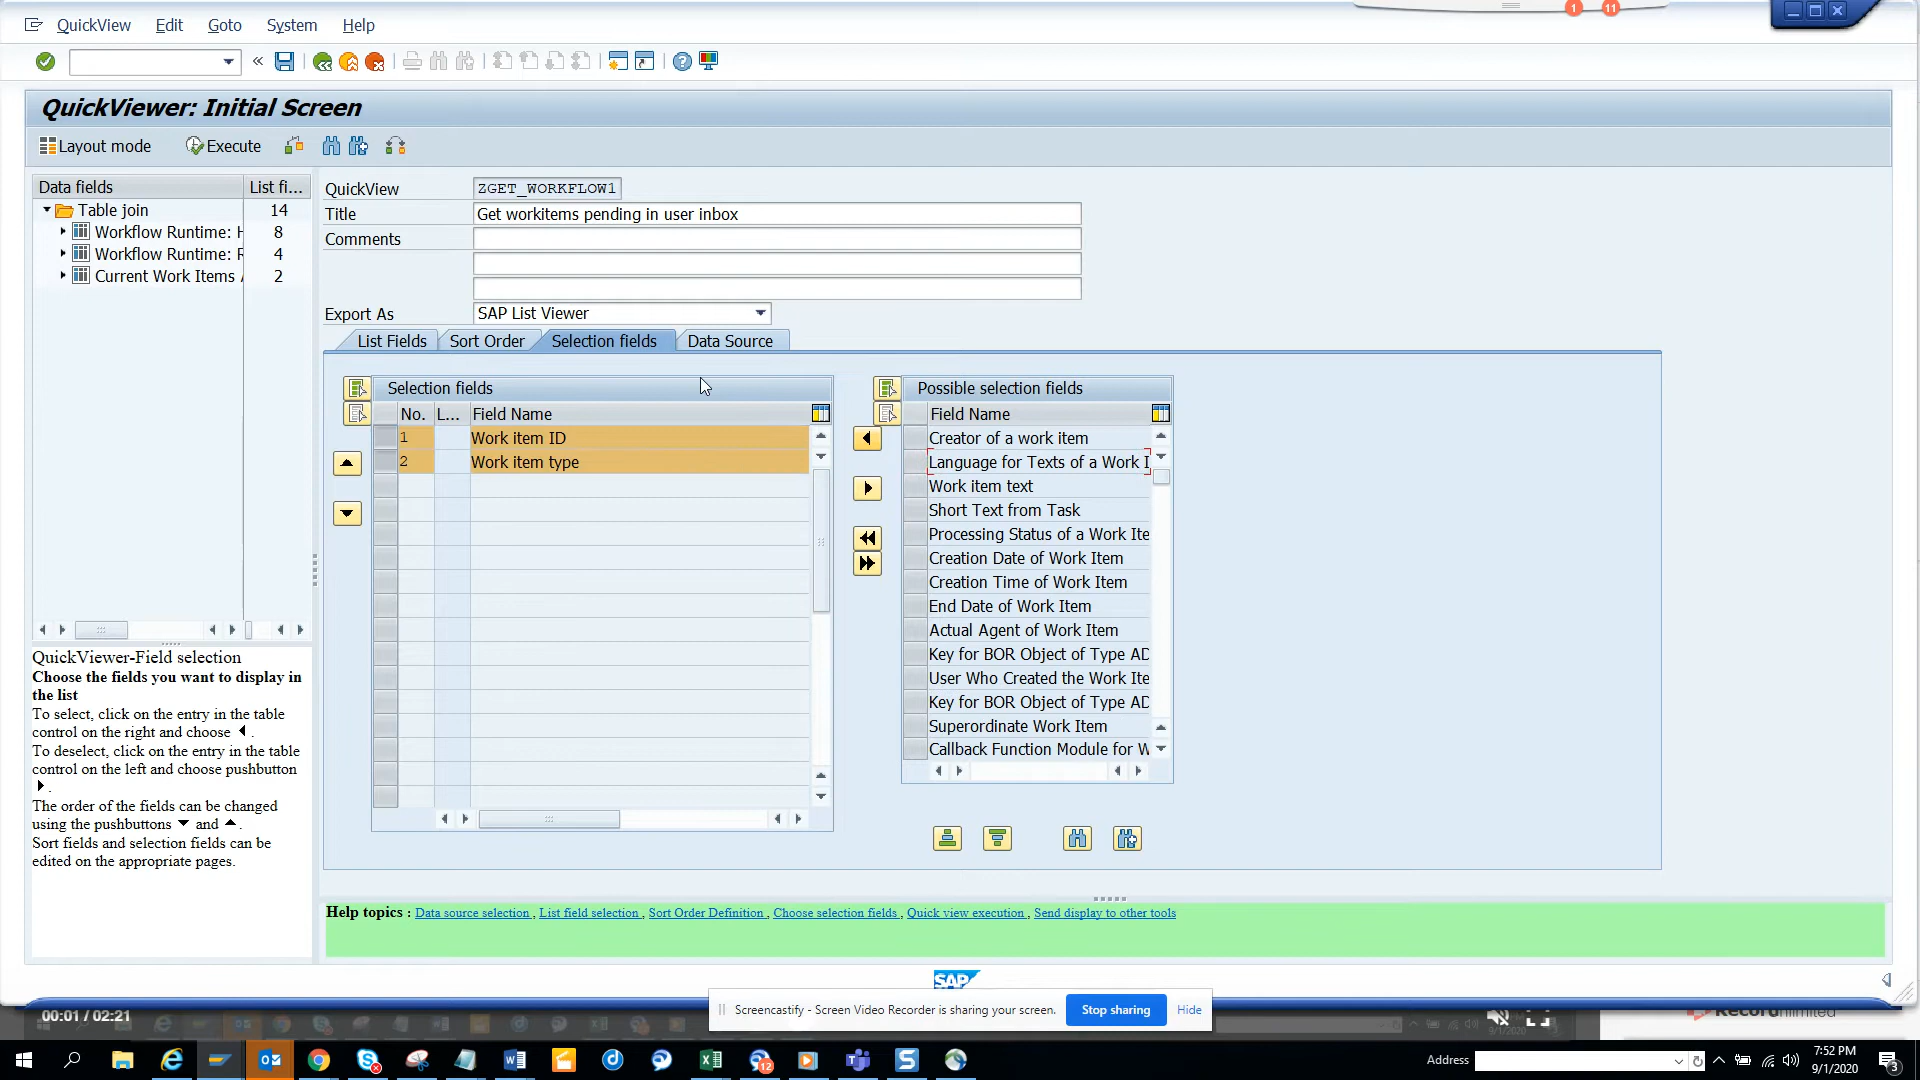 QuickView Edit Goto System Help
1 11
«
QuickViewer: Initial Screen
Layout mode Execute
Data fields List fi...
Table join 14
Workflow Runtime: H 8
Workflow Runtime: R 4
Current Work Items 2
QuickView ZGET_WORKFLOW1
Title Get workitems pending in user inbox
Comments
Export As SAP List Viewer
List Fields Sort Order Selection fields Data Source
Selection fields
No. L... Field Name
1 Work item ID
2 Work item type
Possible selection fields
Field Name
Creator of a work item
Language for Texts of a Work I
Work item text
Short Text from Task
Processing Status of a Work Ite
Creation Date of Work Item
Creation Time of Work Item
End Date of Work Item
Actual Agent of Work Item
Key for BOR Object of Type AD
User Who Created the Work Ite
Key for BOR Object of Type AD
Superordinate Work Item
Callback Function Module for W
QuickViewer-Field selection
Choose the fields you want to display in
the list
To select, click on the entry in the table
control on the right and choose .
To deselect, click on the entry in the table
control on the left and choose pushbutton
.
The order of the fields can be changed
using the pushbuttons and .
Sort fields and selection fields can be
edited on the appropriate pages.
Help topics : Data source selection , List field selection , Sort Order Definition , Choose selection fields , Quick view execution , Send display to other tools
SAP
Screencastify - Screen Video Recorder is sharing your screen. Stop sharing Hide
00:01 / 02:21
12
Address
7:52 PM
9/1/2020
3